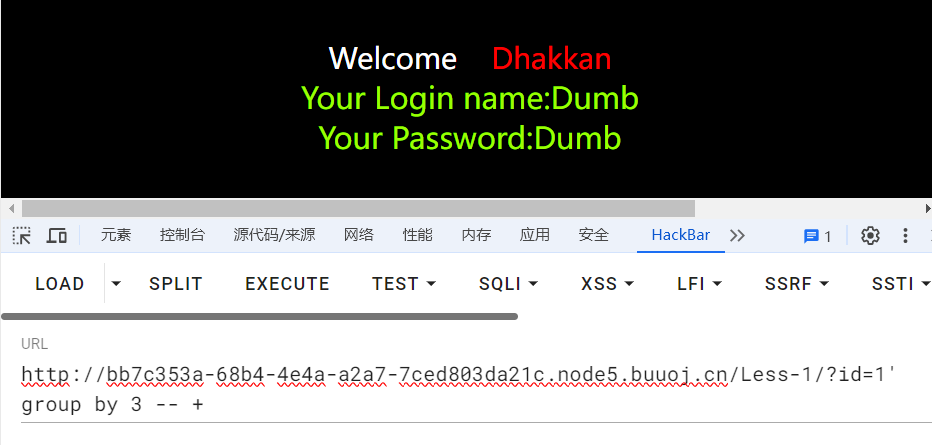 Welcome Dhakkan
Your Login name:Dumb
Your Password:Dumb
元素 控制台 源代码/来源 网络 性能 内存 应用 安全 HackBar 1
LOAD SPLIT EXECUTE TEST SQLI XSS LFI SSRF SSTI
URL
http://bb7c353a-68b4-4e4a-a2a7-7ced803da21c.node5.buuoj.cn/Less-1/?id=1'
group by 3 -- +